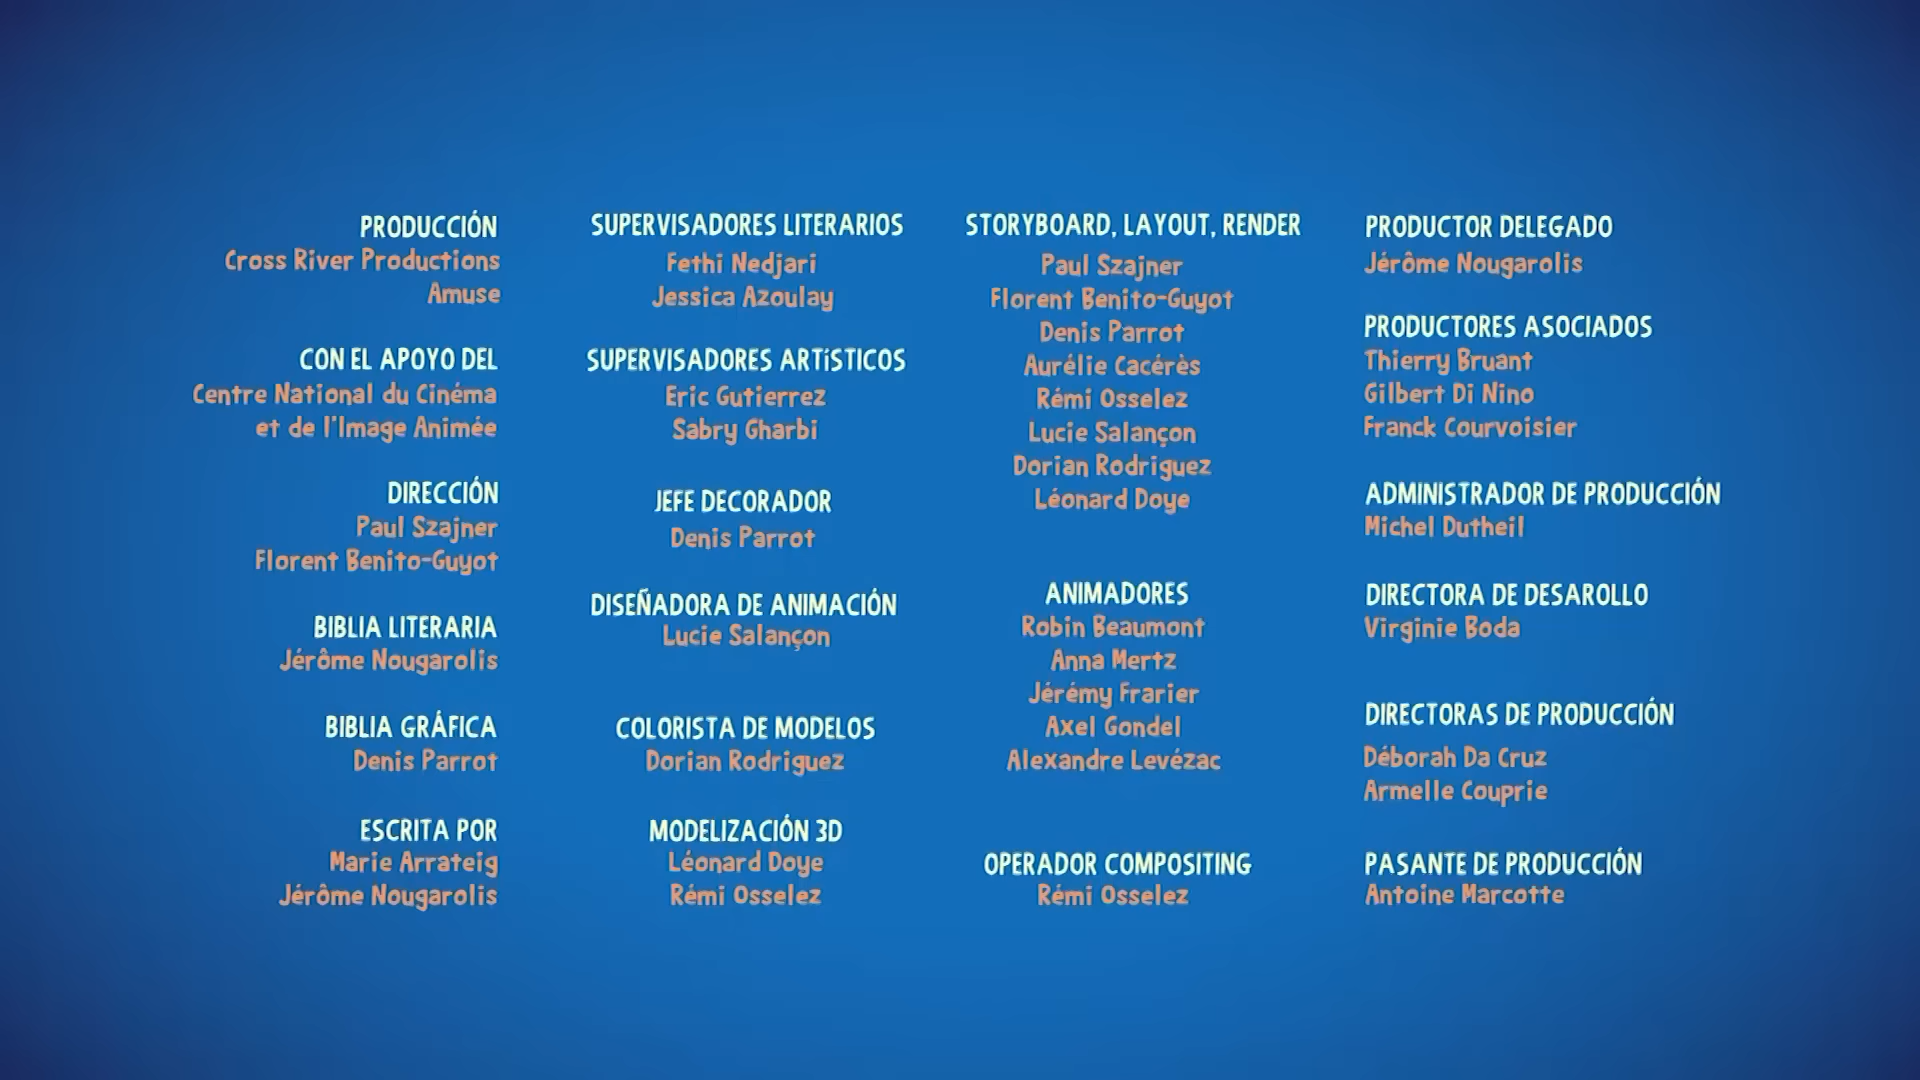 PRODUCCIÓN
Cross River Productions
Amuse
CON EL APOYO DEL
Centre National du Cinéma
et de l'Image Animée
DIRECCIÓN
Paul Szajner
Florent Benito-Guyot
BIBLIA LITERARIA
Jérôme Nougarolis
BIBLIA GRÁFICA
Denis Parrot
ESCRITA POR
Marie Arrateig
Jérôme Nougarolis
SUPERVISADORES LITERARIOS
Fethi Nedjari
Jessica Azoulay
SUPERVISADORES ARTíSTICOS
Eric Gutierrez
Sabry Gharbi
JEFE DECORADOR
Denis Parrot
DISEÑADORA DE ANIMACIÓN
Lucie Salançon
COLORISTA DE MODELOS
Dorian Rodriguez
MODELIZACIÓN 3D
Léonard Doye
Rémi Osselez
STORYBOARD, LAYOUT, RENDER
Paul Szajner
Florent Benito-Guyot
Denis Parrot
Aurélie Cacérès
Rémi Osselez
Lucie Salançon
Dorian Rodriguez
Léonard Doye
ANIMADORES
Robin Beaumont
Anna Mertz
Jérémy Frarier
Axel Gondel
Alexandre Levézac
OPERADOR COMPOSITING
Rémi Osselez
PRODUCTOR DELEGADO
Jérôme Nougarolis
PRODUCTORES ASOCIADOS
Thierry Bruant
Gilbert Di Nino
Franck Courvoisier
ADMINISTRADOR DE PRODUCCIÓN
Michel Dutheil
DIRECTORA DE DESAROLLO
Virginie Boda
DIRECTORAS DE PRODUCCIÓN
Déborah Da Cruz
Armelle Couprie
PASANTE DE PRODUCCIÓN
Antoine Marcotte